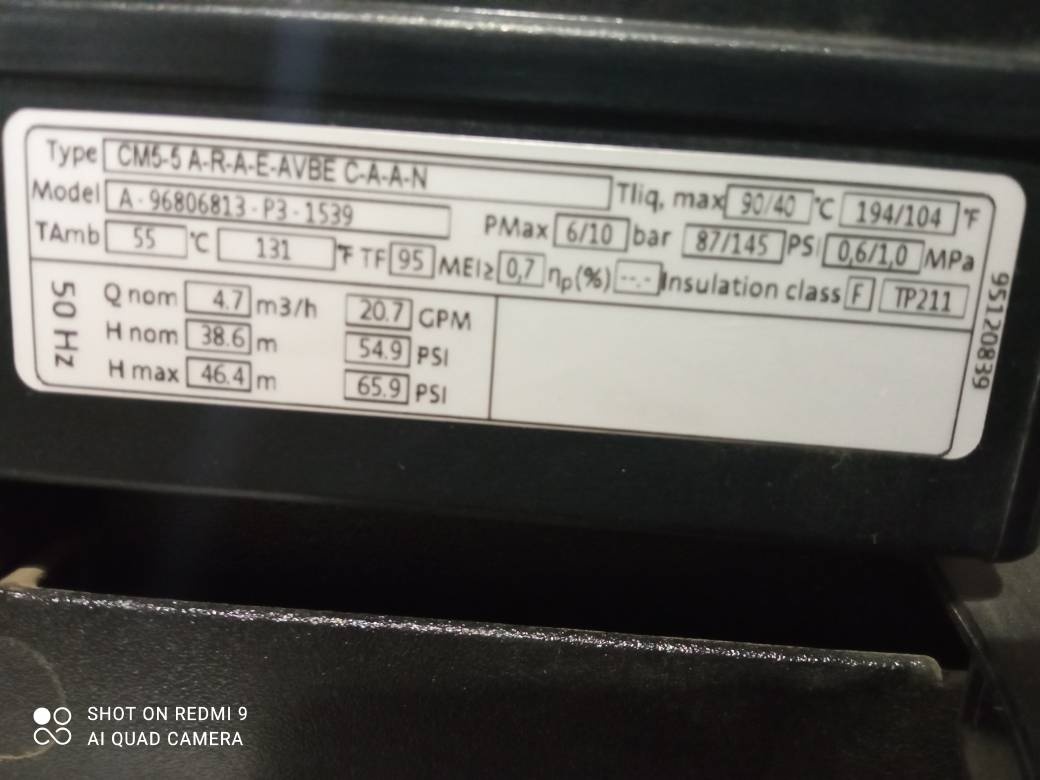 Type CM5-5 A-R-A-E-AVBE C-A-A-N
Model A - 96806813 - P3 - 1539
Tliq, max 90/40 °C 194/104 °F
TAmb 55 °C 131 °F TF 95
PMax 6/10 bar 87/145 PSI 0,6/1,0 MPa
MEI≥ 0,7 ηp(%) --.- Insulation class F TP211
50 Hz
Q nom 4.7 m3/h 20.7 GPM
H nom 38.6 m 54.9 PSI
H max 46.4 m 65.9 PSI
95120839
SHOT ON REDMI 9
AI QUAD CAMERA